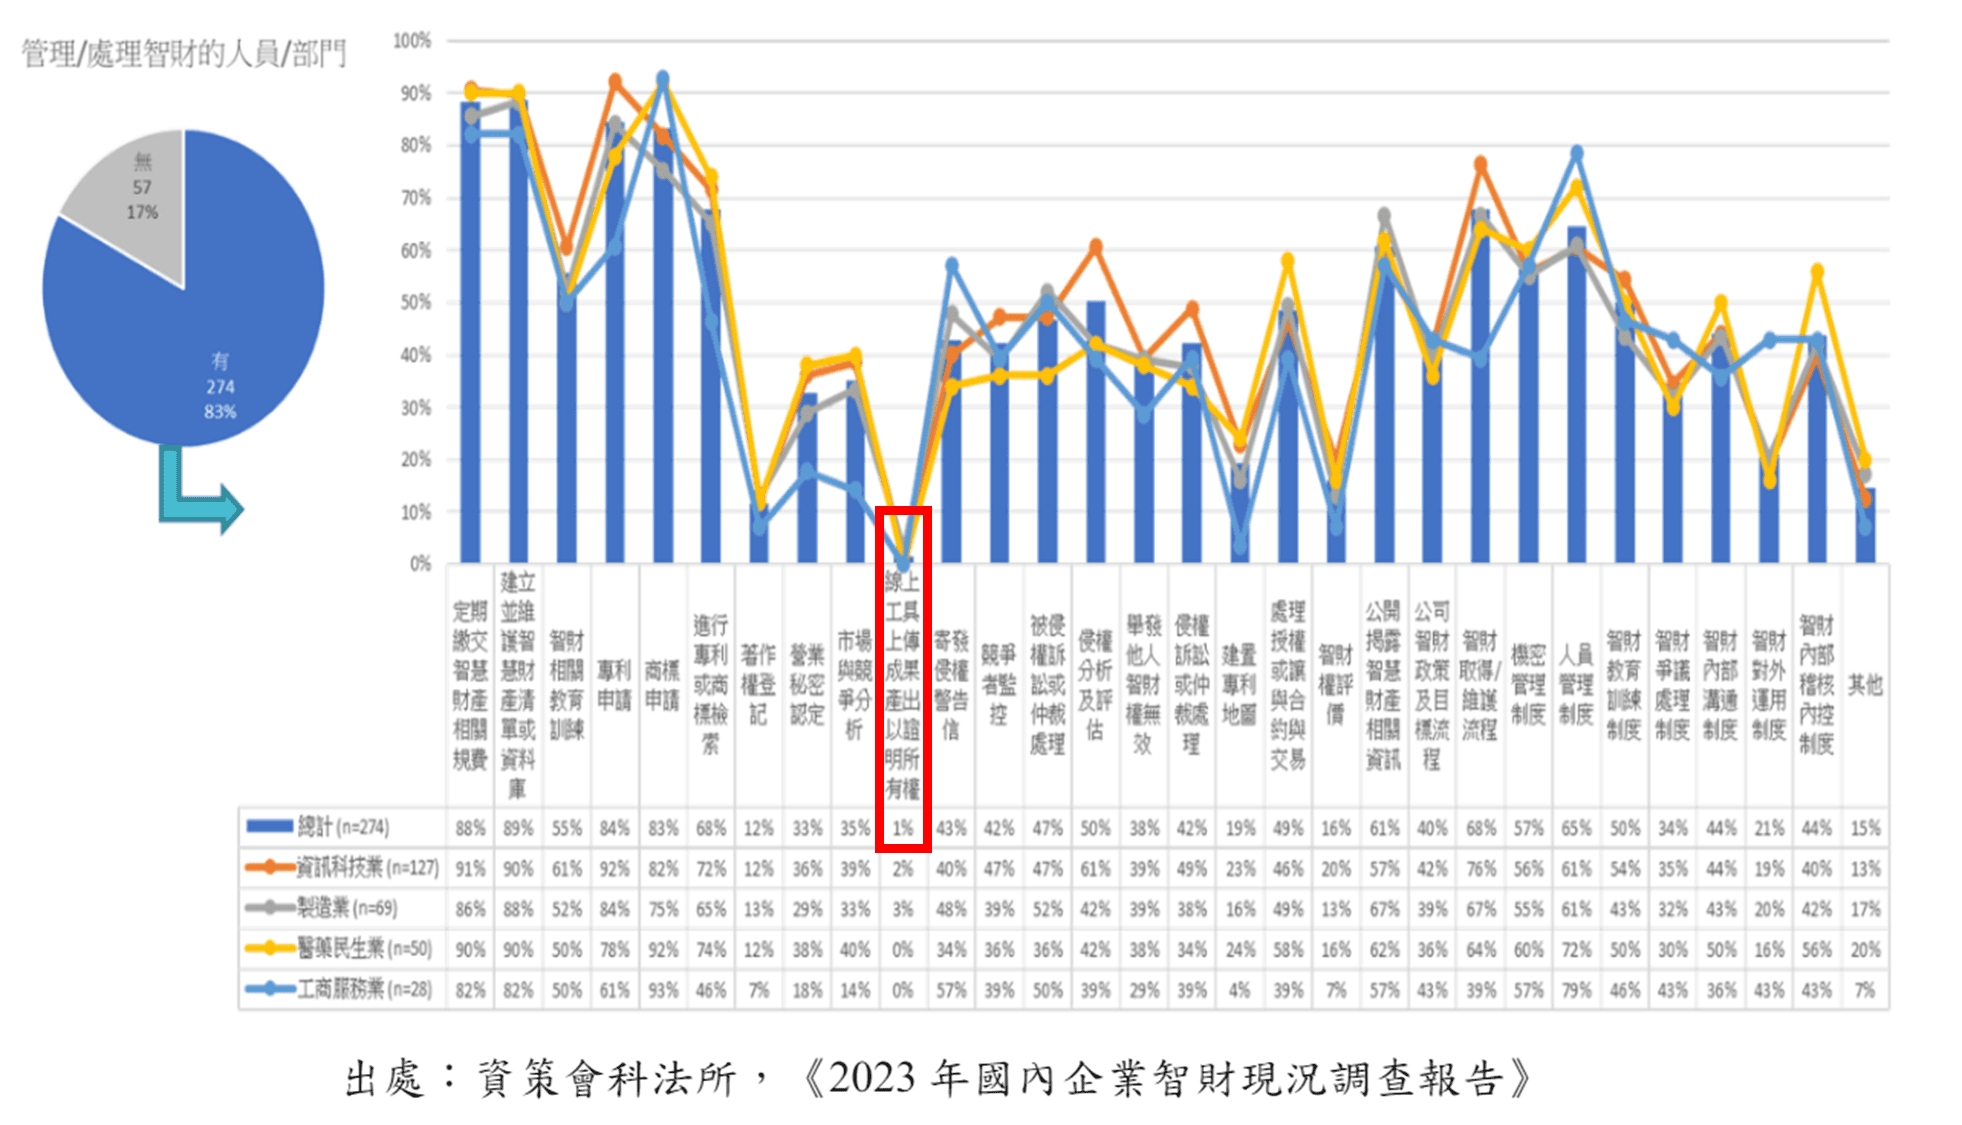 管理/處理智財的人員/部門
無
57
17%
有
274
83%
100%
90%
80%
70%
60%
50%
40%
30%
20%
10%
0%
定期繳交智慧財產相關規費
建立並維護智慧財產清單或資料庫
智財相關教育訓練
專利申請
商標申請
進行專利或商標檢索
著作權登記
營業秘密認定
市場與競爭分析
線上工具上傳成果產出以證明所有權
寄發侵權警告信
競爭者監控
被侵權訴訟或仲裁處理
侵權分析及評估
舉發他人智財權無效
侵權訴訟或仲裁處理
建置專利地圖
處理授權或讓與合約與交易
智財權評價
公開揭露智慧財產相關資訊
公司智財政策及目標流程
智財取得/維護流程
機密管理制度
人員管理制度
智財教育訓練制度
智財爭議處理制度
智財內部溝通制度
智財對外運用制度
智財內部稽核內控制度
其他
總計 (n=274) 88% 89% 55% 84% 83% 68% 12% 33% 35% 1% 43% 42% 47% 50% 38% 42% 19% 49% 16% 61% 40% 68% 57% 65% 50% 34% 44% 21% 44% 15%
資訊科技業 (n=127) 91% 90% 61% 92% 82% 72% 12% 36% 39% 2% 40% 47% 47% 61% 39% 49% 23% 46% 20% 57% 42% 76% 56% 61% 54% 35% 44% 19% 40% 13%
製造業 (n=69) 86% 88% 52% 84% 75% 65% 13% 29% 33% 3% 48% 39% 52% 42% 39% 38% 16% 49% 13% 67% 39% 67% 55% 61% 43% 32% 43% 20% 42% 17%
醫藥民生業 (n=50) 90% 90% 50% 78% 92% 74% 12% 38% 40% 0% 34% 36% 36% 42% 38% 34% 24% 58% 16% 62% 36% 64% 60% 72% 50% 30% 50% 16% 56% 20%
工商服務業 (n=28) 82% 82% 50% 61% 93% 46% 7% 18% 14% 0% 57% 39% 50% 39% 29% 39% 4% 39% 7% 57% 43% 39% 57% 79% 46% 43% 36% 43% 43% 7%
出處：資策會科法所，《2023 年國內企業智財現況調查報告》